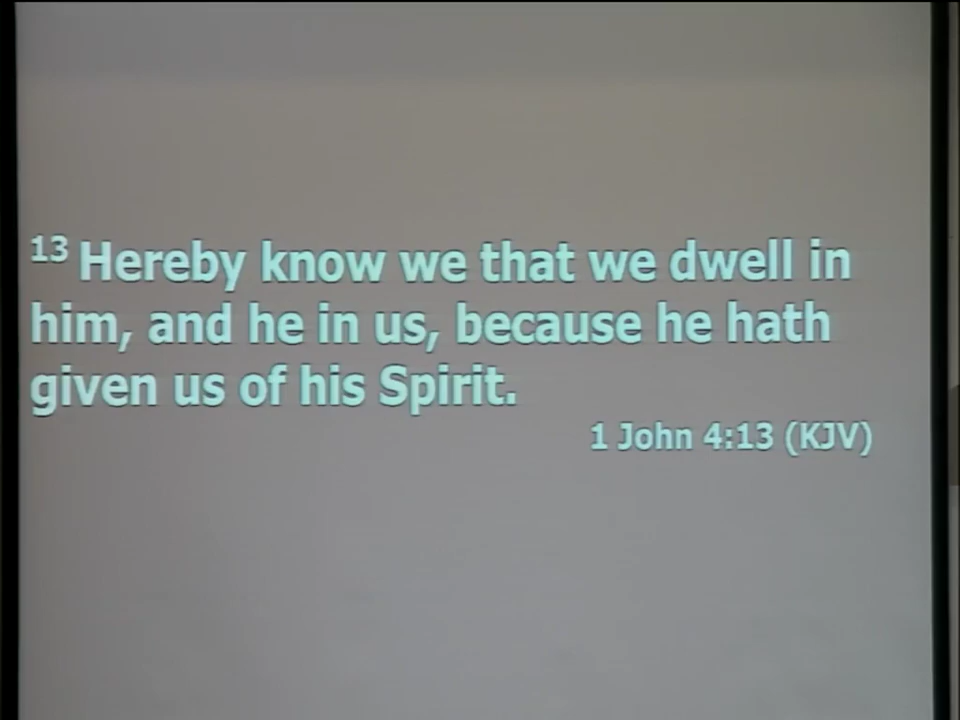 13 Hereby know we that we dwell in
him, and he in us, because he hath
given us of his Spirit.
1 John 4:13 (KJV)